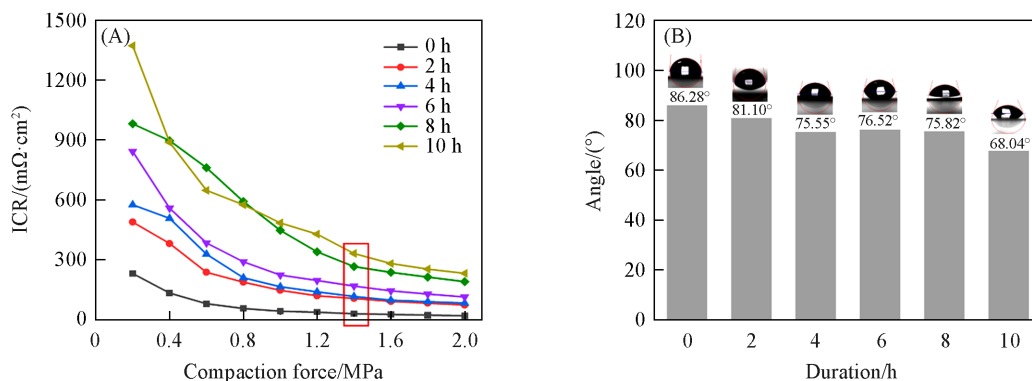 (A)
1500
1200
900
600
300
0
ICR/(mΩ·cm²)
0 h
2 h
4 h
6 h
8 h
10 h
0 0.4 0.8 1.2 1.6 2.0
Compaction force/MPa
(B)
120
100
80
60
40
20
0
Angle/(°)
86.28°
81.10°
75.55°
76.52°
75.82°
68.04°
0 2 4 6 8 10
Duration/h